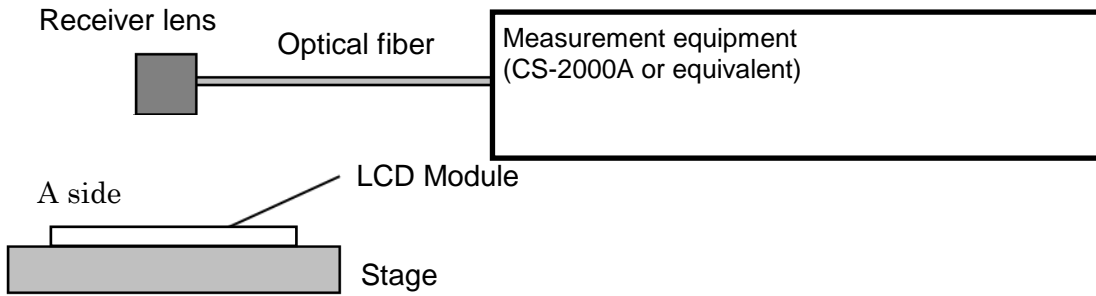 Receiver lens
Optical fiber
Measurement equipment
(CS-2000A or equivalent)
LCD Module
A side
Stage